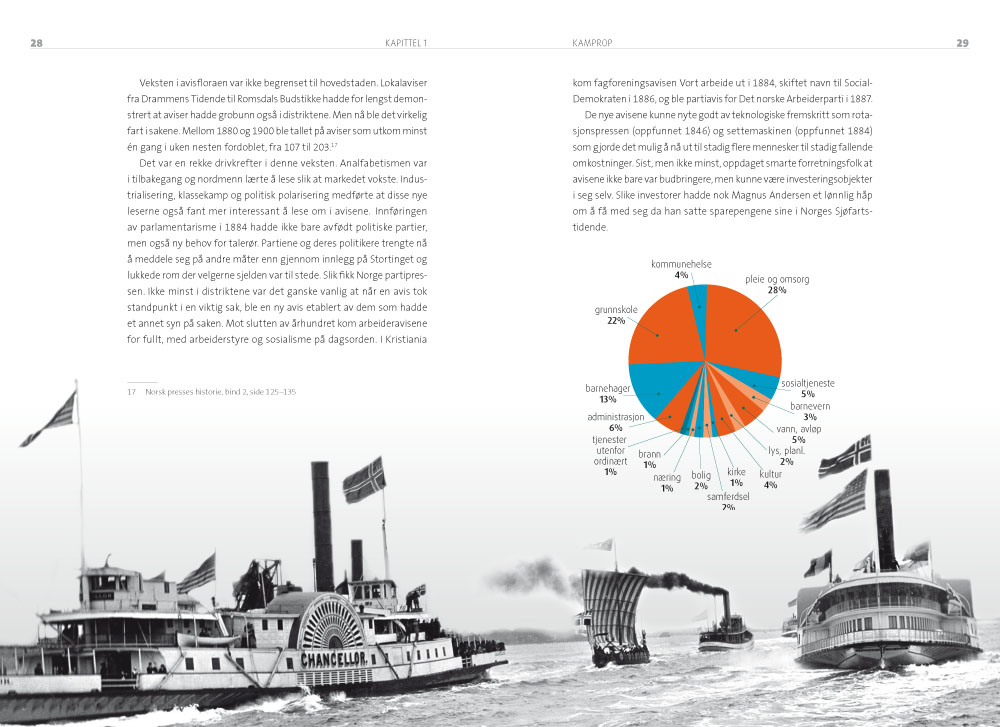 28
KAPITTEL 1
Veksten i avisfloraen var ikke begrenset til hovedstaden. Lokalaviser
fra Drammens Tidende til Romsdals Budstikke hadde for lengst demon-
strert at aviser hadde grobunn også i distriktene. Men nå ble det virkelig
fart i sakene. Mellom 1880 og 1900 ble tallet på aviser som utkom minst
én gang i uken nesten fordoblet, fra 107 til 203.17
Det var en rekke drivkrefter i denne veksten. Analfabetismen var
i tilbakegang og nordmenn lærte å lese slik at markedet vokste. Indus-
trialisering, klassekamp og politisk polarisering medførte at disse nye
leserne også fant mer interessant å lese om i avisene. Innføringen
av parlamentarisme i 1884 hadde ikke bare avfødt politiske partier,
men også ny behov for talerør. Partiene og deres politikere trengte nå
å meddele seg på andre måter enn gjennom innlegg på Stortinget og
lukkede rom der velgerne sjelden var til stede. Slik fikk Norge partipres-
sen. Ikke minst i distriktene var det ganske vanlig at når en avis tok
standpunkt i en viktig sak, ble en ny avis etablert av dem som hadde
et annet syn på saken. Mot slutten av århundret kom arbeideravisene
for fullt, med arbeiderstyre og sosialisme på dagsorden. I Kristiania
17 Norsk presses historie, bind 2, side 125–135
CHANCELLOR.
KAMPROP
29
kom fagforeningsavisen Vort arbeide ut i 1884, skiftet navn til Social-
Demokraten i 1886, og ble partiavis for Det norske Arbeiderparti i 1887.
De nye avisene kunne nyte godt av teknologiske fremskritt som rota-
sjonspressen (oppfunnet 1846) og settemaskinen (oppfunnet 1884)
som gjorde det mulig å nå ut til stadig flere mennesker til stadig fallende
omkostninger. Sist, men ikke minst, oppdaget smarte forretningsfolk at
avisene ikke bare var budbringere, men kunne være investeringsobjekter
i seg selv. Slike investorer hadde nok Magnus Andersen et lønnlig håp
om å få med seg da han satte sparepengene sine i Norges Sjøfarts-
tidende.
kommunehelse
4%
pleie og omsorg
28%
grunnskole
22%
barnehager
13%
sosialtjeneste
5%
barnevern
3%
administrasjon
6%
vann, avløp
5%
tjenester
utenfor
ordinært
1%
brann
1%
lys, planl.
2%
næring
1%
bolig
2%
kirke
1%
kultur
4%
samferdsel
2%